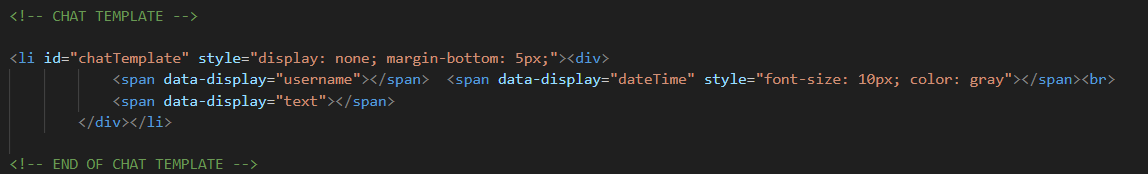 <!-- CHAT TEMPLATE -->
<li id="chatTemplate" style="display: none; margin-bottom: 5px;"><div>
<span data-display="username"></span>  <span data-display="dateTime" style="font-size: 10px; color: gray"></span><br>
<span data-display="text"></span>
</div></li>
<!-- END OF CHAT TEMPLATE -->